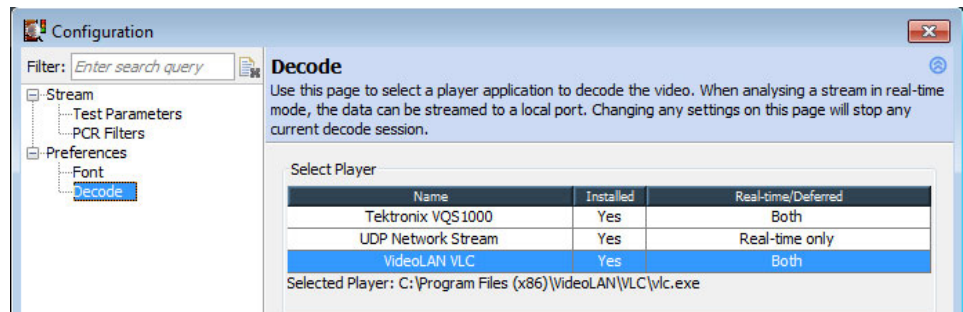 Configuration
Filter: Enter search query
Stream
Test Parameters
PCR Filters
Preferences
Font
Decode
Decode
Use this page to select a player application to decode the video. When analysing a stream in real-time
mode, the data can be streamed to a local port. Changing any settings on this page will stop any
current decode session.
Select Player
Name Installed Real-time/Deferred
Tektronix VQS1000 Yes Both
UDP Network Stream Yes Real-time only
VideoLAN VLC Yes Both
Selected Player: C:\Program Files (x86)\VideoLAN\VLC\vlc.exe